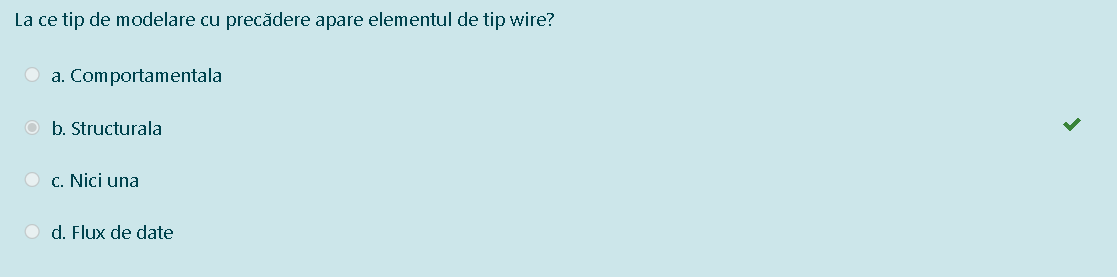 La ce tip de modelare cu precădere apare elementul de tip wire?
a. Comportamentala
b. Structurala
c. Nici una
d. Flux de date